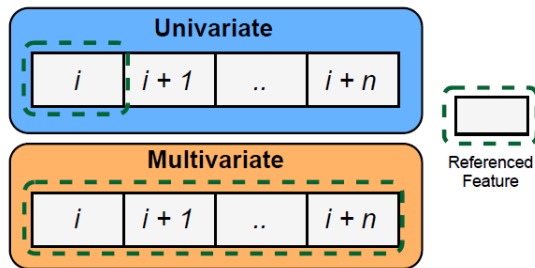 Univariate
i i + 1 .. i + n
Multivariate
i i + 1 .. i + n
Referenced
Feature